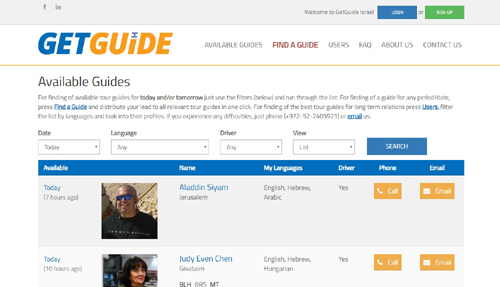 Welcome to GetGuide Israel LOGIN or SIGN UP
GETGUIDE
AVAILABLE GUIDES FIND A GUIDE USERS FAQ ABOUT US CONTACT US
Available Guides
For finding of available tour guides for today and/or tomorrow just use the filters (below) and run through the list. For finding of a guide for any period/date,
press Find a Guide and distribute your lead to all relevant tour guides in one click. For finding of the best tour guides for long term relations press Users, filter
the list by languages and look into their profiles. If you experience any difficulties, just phone (+972-52-2409521) or email us.
Date Language Driver View
Today Any Any List SEARCH
Available Name My Languages Driver Phone Email
Today Aladdin Siyam English, Hebrew, Yes Call Email
(7 hours ago) Jerusalem Arabic
Today Judy Even Chen English, Hebrew, Yes Call Email
(10 hours ago) Givataim Hungarian
BLH BRS MT